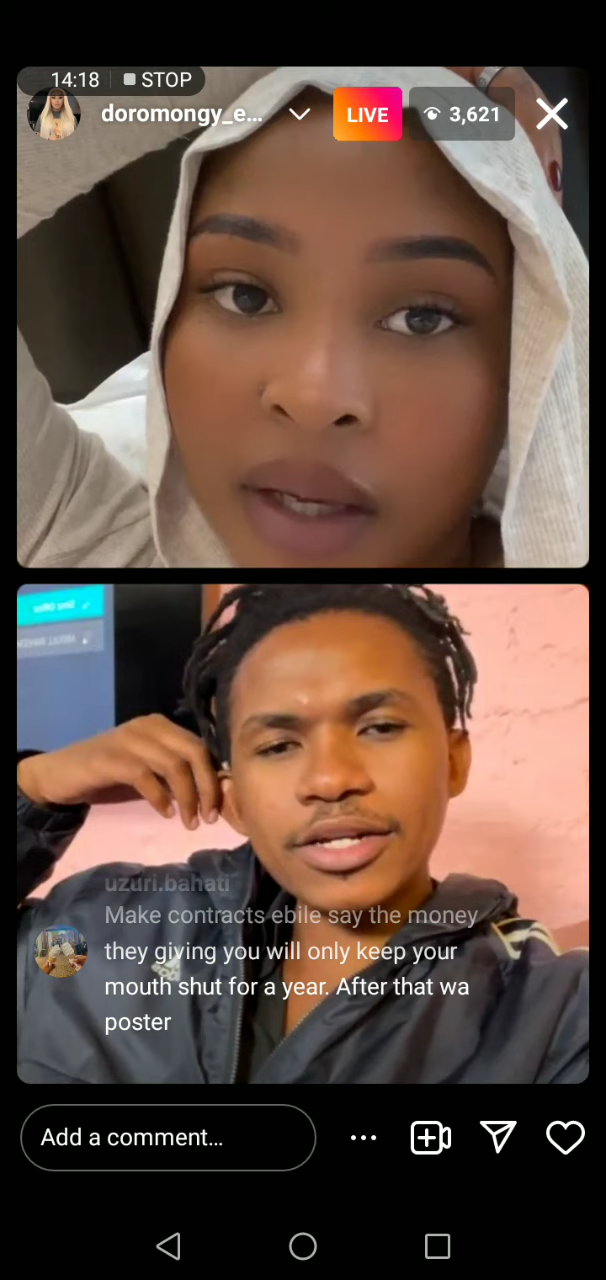 14:18
STOP
doromongy_e...
LIVE
3,621
uzuri.bahati
Make contracts ebile say the money
they giving you will only keep your
mouth shut for a year. After that wa
poster
Add a comment...